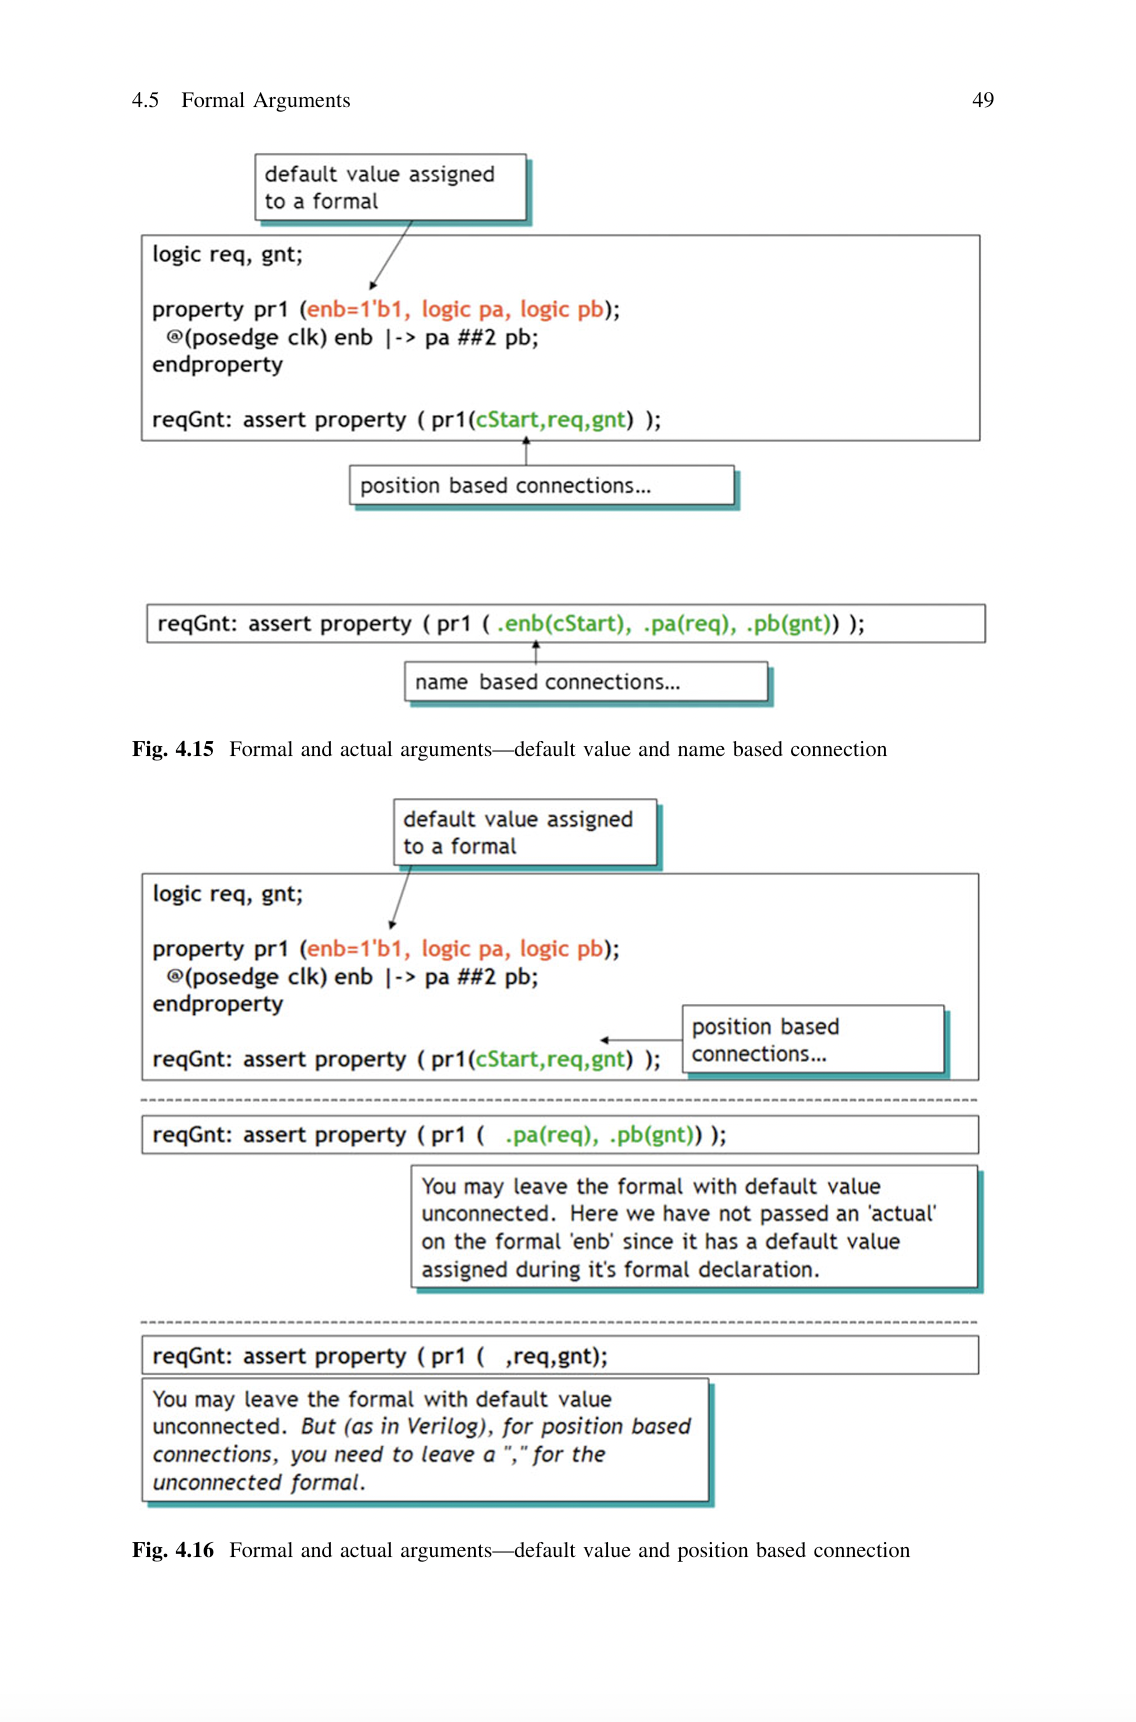 4.5 Formal Arguments 49
default value assigned
to a formal
logic req, gnt;
property pr1 (enb=1'b1, logic pa, logic pb);
@(posedge clk) enb |-> pa ##2 pb;
endproperty
reqGnt: assert property ( pr1(cStart,req,gnt) );
position based connections...
reqGnt: assert property ( pr1 ( .enb(cStart), .pa(req), .pb(gnt)) );
name based connections...
Fig. 4.15 Formal and actual arguments—default value and name based connection
default value assigned
to a formal
logic req, gnt;
property pr1 (enb=1'b1, logic pa, logic pb);
@(posedge clk) enb |-> pa ##2 pb;
endproperty
position based
connections...
reqGnt: assert property ( pr1(cStart,req,gnt) );
reqGnt: assert property ( pr1 ( .pa(req), .pb(gnt)) );
You may leave the formal with default value
unconnected. Here we have not passed an 'actual'
on the formal 'enb' since it has a default value
assigned during it's formal declaration.
reqGnt: assert property ( pr1 ( ,req,gnt);
You may leave the formal with default value
unconnected. But (as in Verilog), for position based
connections, you need to leave a "," for the
unconnected formal.
Fig. 4.16 Formal and actual arguments—default value and position based connection